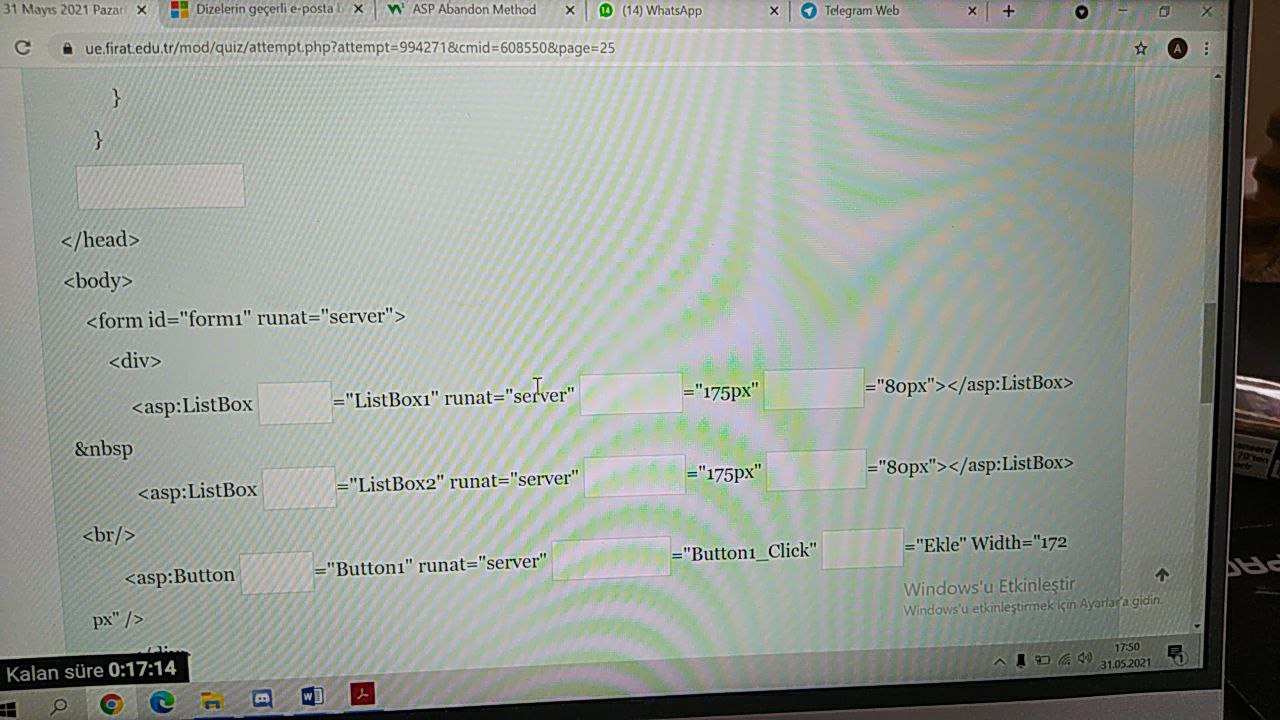 31 Mayıs 2021 Pazar
Dizelerin geçerli e-posta
ASP Abandon Method
(14) WhatsApp
Telegram Web
ue.firat.edu.tr/mod/quiz/attempt.php?attempt=994271&cmid=608550&page=25
A
}
}
</head>
<body>
<form id="form1" runat="server">
<div>
<asp:ListBox ="ListBox1" runat="server" ="175px" ="80px"></asp:ListBox>
&nbsp
<asp:ListBox ="ListBox2" runat="server" ="175px" ="80px"></asp:ListBox>
<br/>
<asp:Button ="Button1" runat="server" ="Button1_Click" ="Ekle" Width="172
px" />
Windows'u Etkinleştir
Windows'u etkinleştirmek için Ayarlar'a gidin.
Kalan süre 0:17:14
17:50
31.05.2021